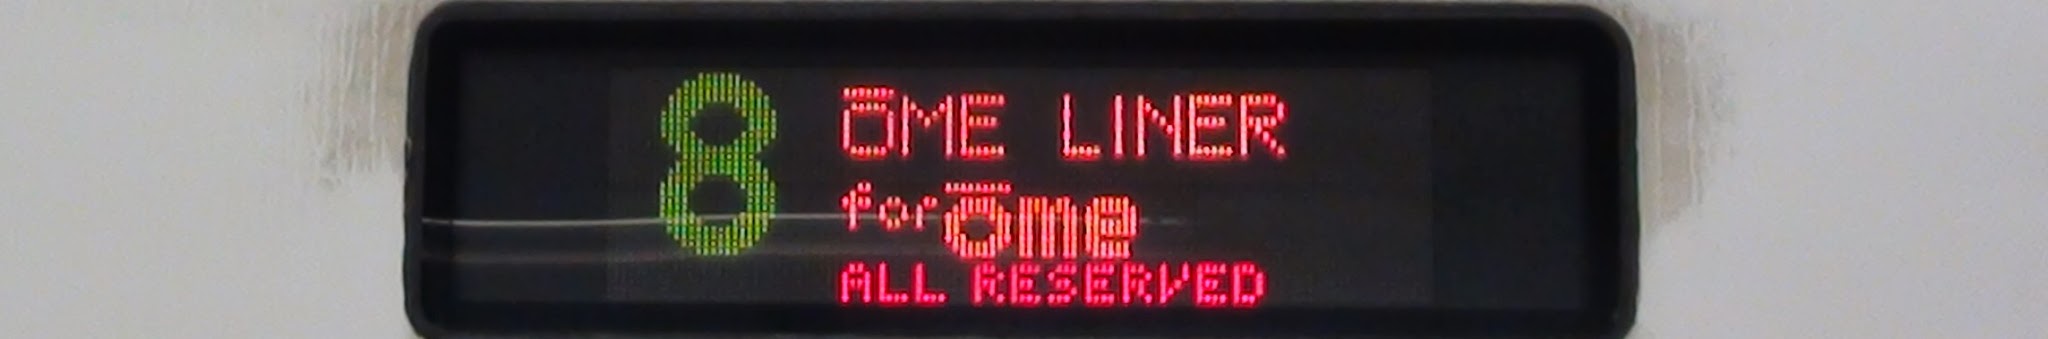 8
ŌME LINER
for Ōme
ALL RESERVED